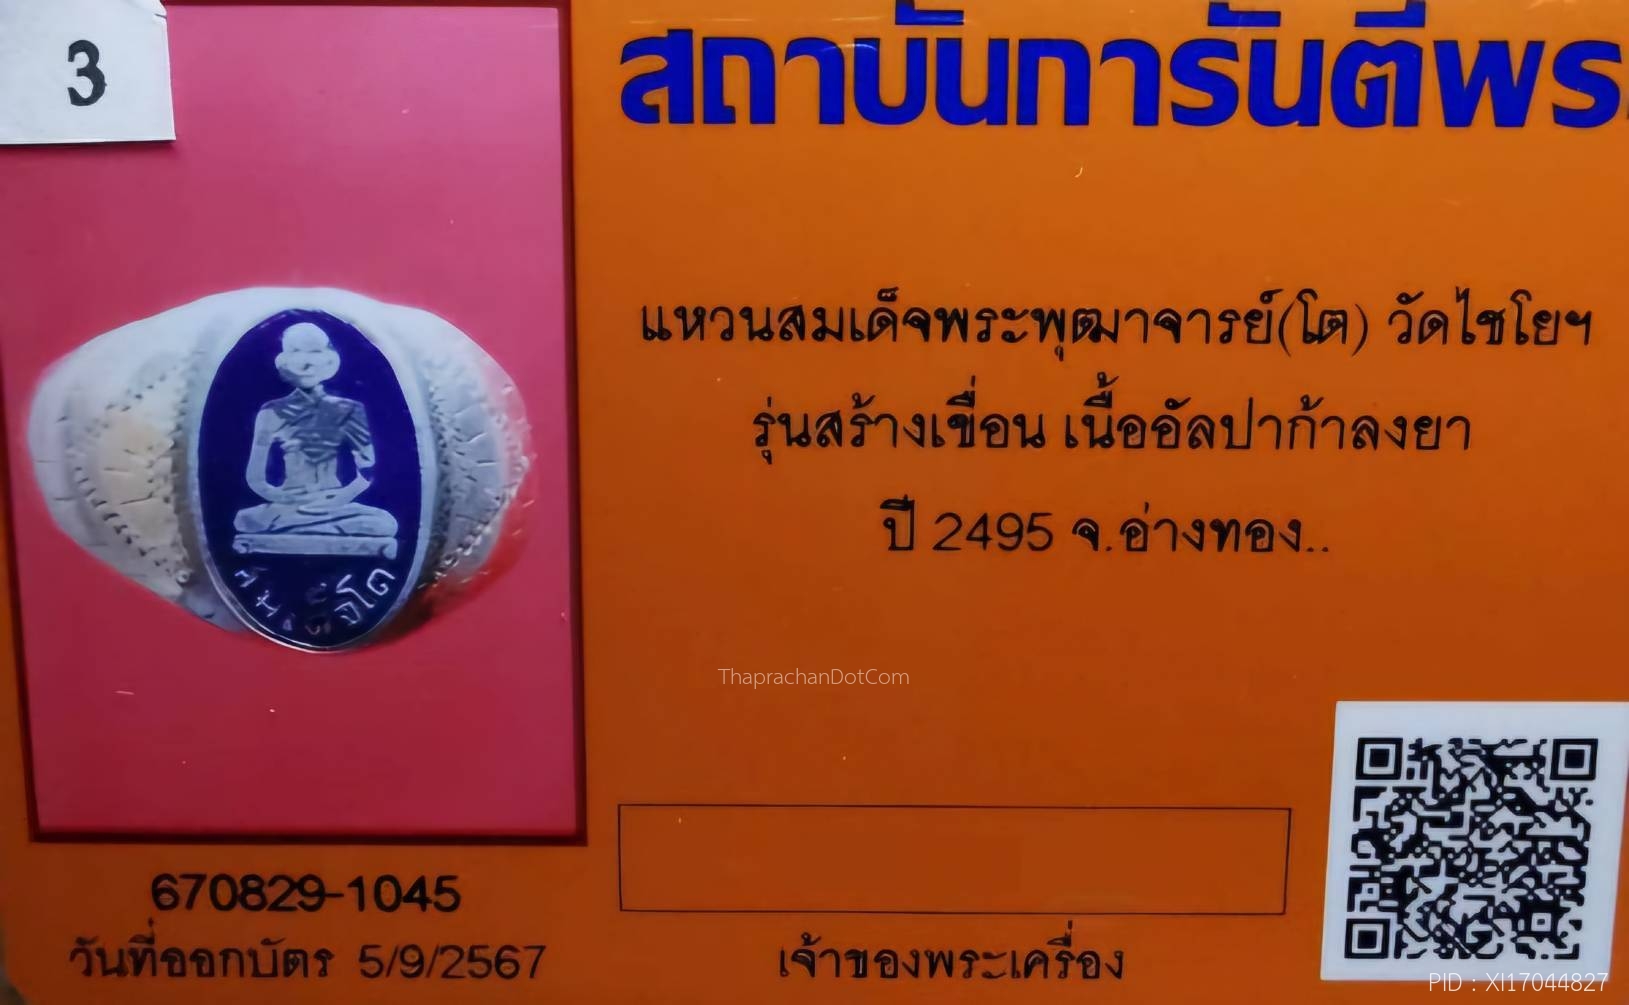 3
สถาบันการันตีพระ
แหวนสมเด็จพระพุฒาจารย์(โต) วัดไชโยฯ
รุ่นสร้างเขื่อน เนื้ออัลปาก้าลงยา
ปี 2495 จ.อ่างทอง..
ThaprachanDotCom
670829-1045
วันที่ออกบัตร 5/9/2567
เจ้าของพระเครื่อง
PID : XI17044827